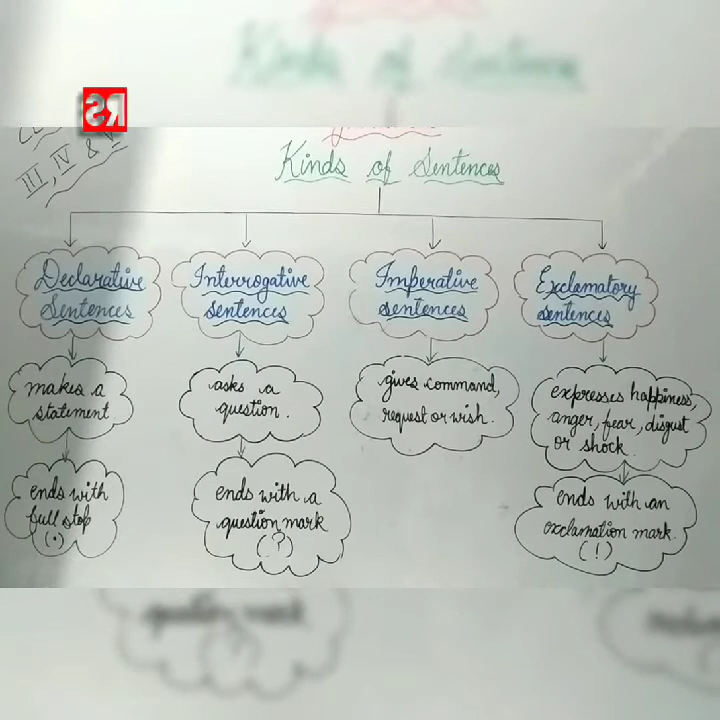 III, IV &
Kinds of Sentences
Declarative
Sentences
Interrogative
sentences
Imperative
sentences
Exclamatory
sentences
makes a
statement.
asks a
question.
gives command,
request or wish.
expresses happiness,
anger, fear, disgust
or shock.
ends with
full stop
(.)
ends with a
question mark
(?)
ends with an
exclamation mark.
(!)